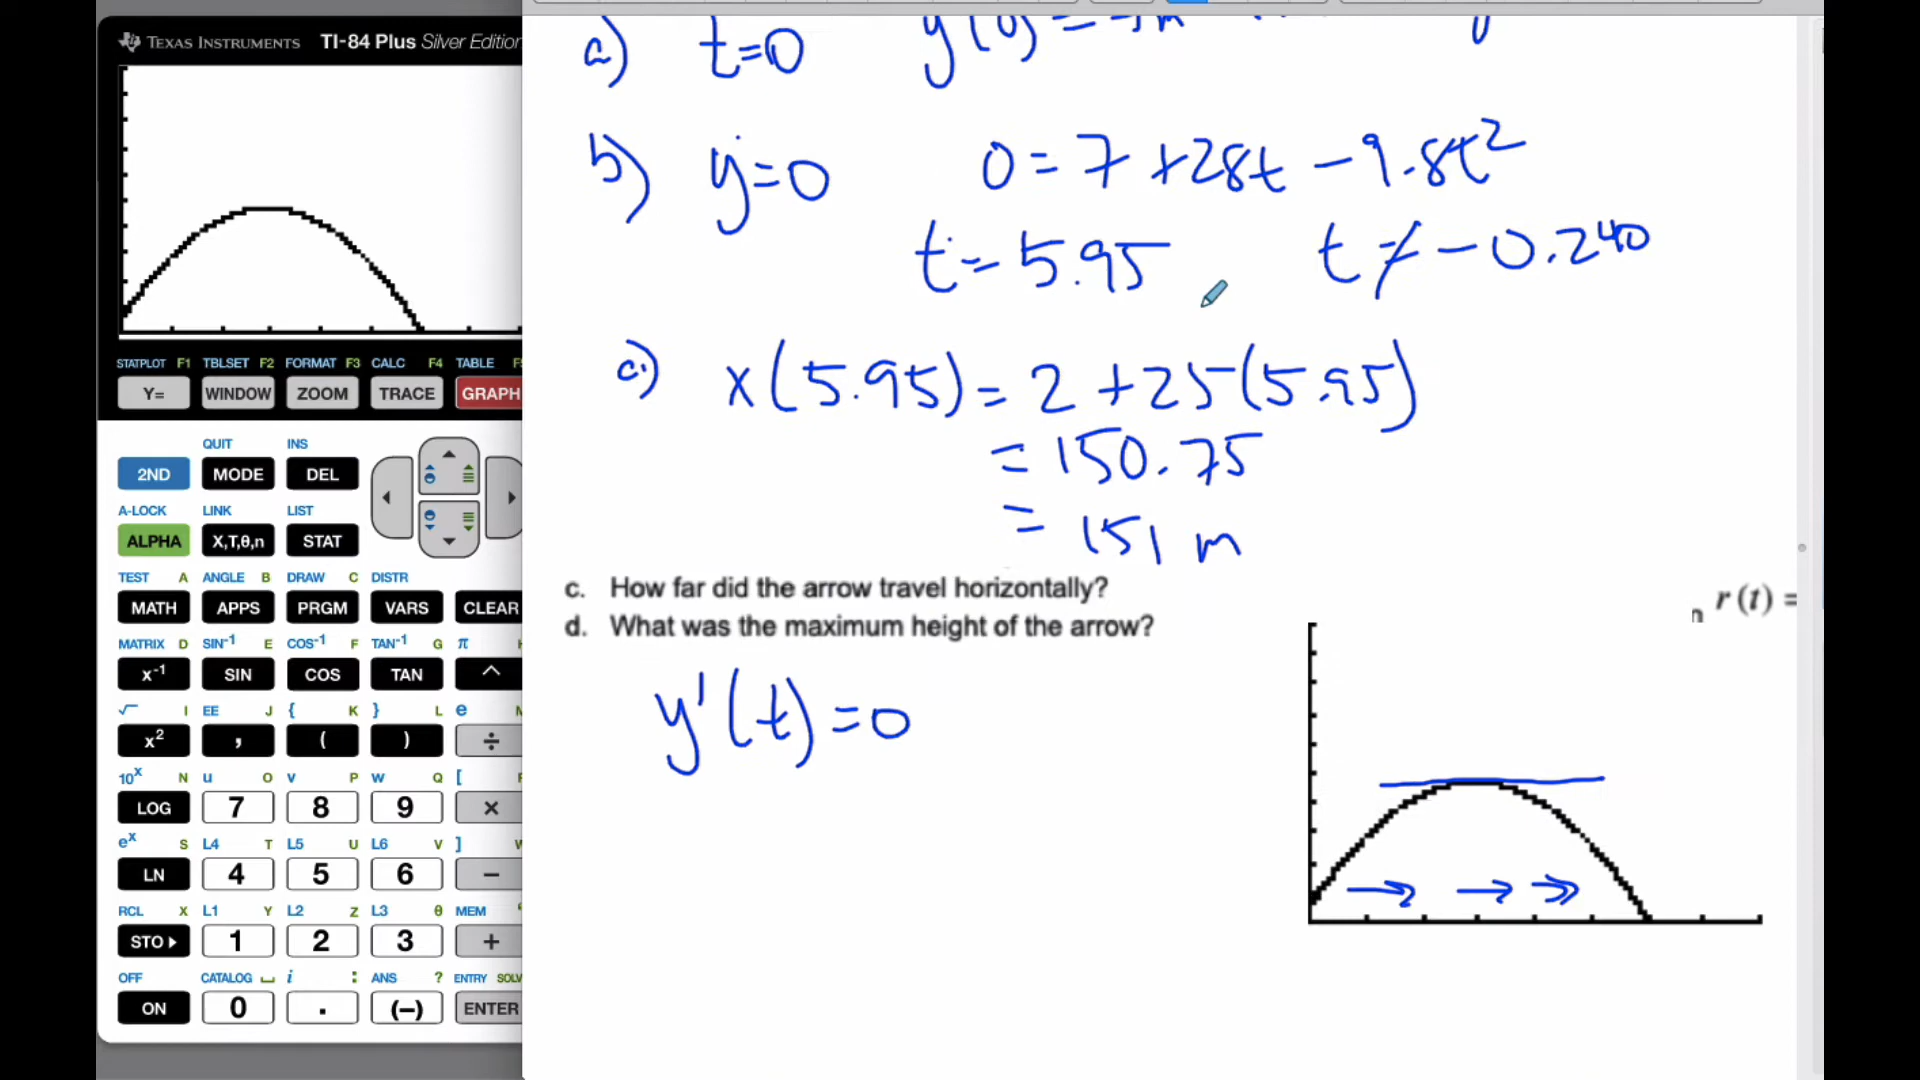 TEXAS INSTRUMENTS TI-84 Plus Silver Edition
STATPLOT F1 TBLSET F2 FORMAT F3 CALC F4 TABLE
Y= WINDOW ZOOM TRACE GRAPH
QUIT INS
2ND MODE DEL
A-LOCK LINK LIST
ALPHA X,T,θ,n STAT
TEST A ANGLE B DRAW C DISTR
MATH APPS PRGM VARS CLEAR
MATRIX D SIN⁻¹ E COS⁻¹ F TAN⁻¹ G π
x⁻¹ SIN COS TAN ^
√ I EE J { K } L e
x² , ( ) ÷
10ˣ N u O v P w Q [
LOG 7 8 9 ×
eˣ S L4 T L5 U L6 V ]
LN 4 5 6 −
RCL X L1 Y L2 Z L3 θ MEM
STO▶ 1 2 3 +
OFF CATALOG i : ANS ? ENTRY
ON 0 . (−) ENTER
a) t=0
b) y=0 0 = 7 + 28t − 9.8t²
t = 5.95 t ≠ −0.240
c) x(5.95) = 2 + 25(5.95)
= 150.75
= 151 m
c. How far did the arrow travel horizontally?
r(t) =
d. What was the maximum height of the arrow?
y'(t) = 0